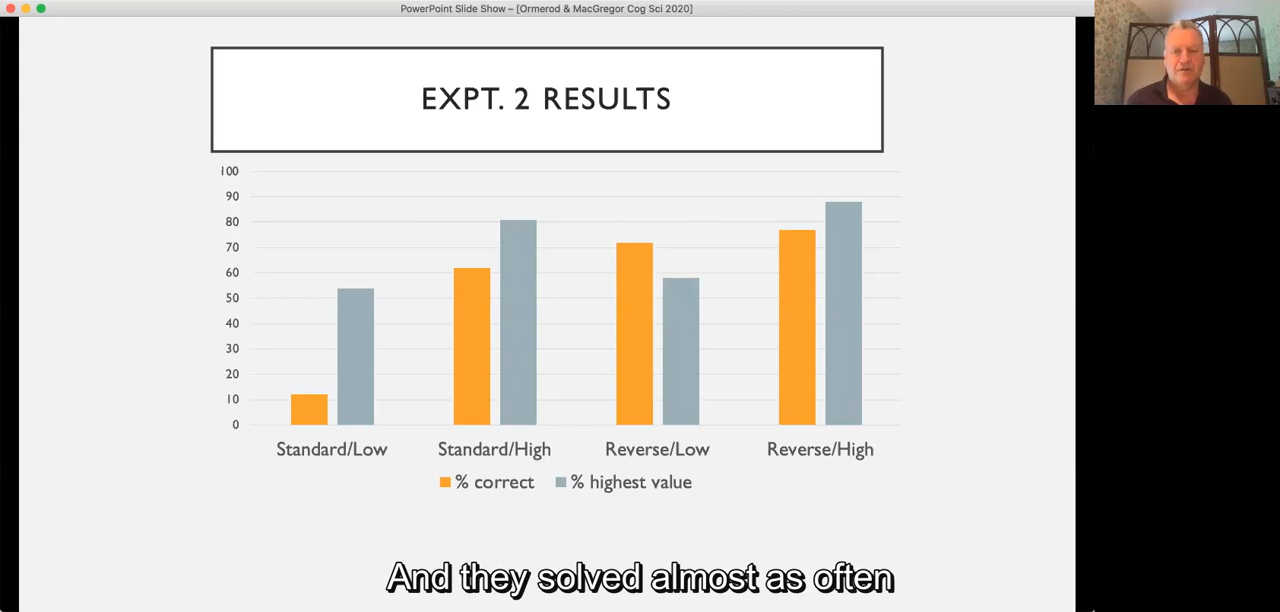 PowerPoint Slide Show – [Ormerod & MacGregor Cog Sci 2020]
EXPT. 2 RESULTS
100
90
80
70
60
50
40
30
20
10
0
Standard/Low
Standard/High
Reverse/Low
Reverse/High
% correct
% highest value
And they solved almost as often